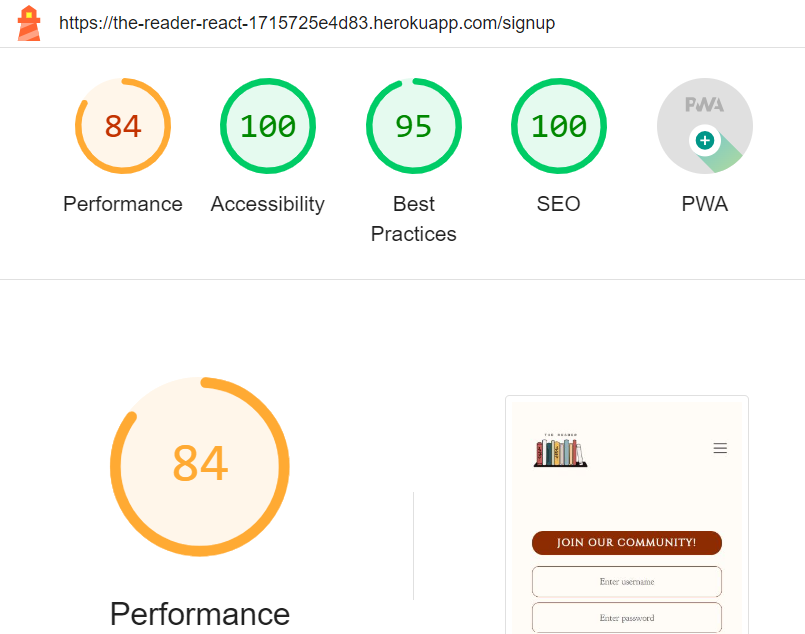 https://the-reader-react-1715725e4d83.herokuapp.com/signup
84
100
95
100
PWA
Performance
Accessibility
Best
Practices
SEO
PWA
84
Performance
THE READER
JOIN OUR COMMUNITY!
Enter username
Enter password